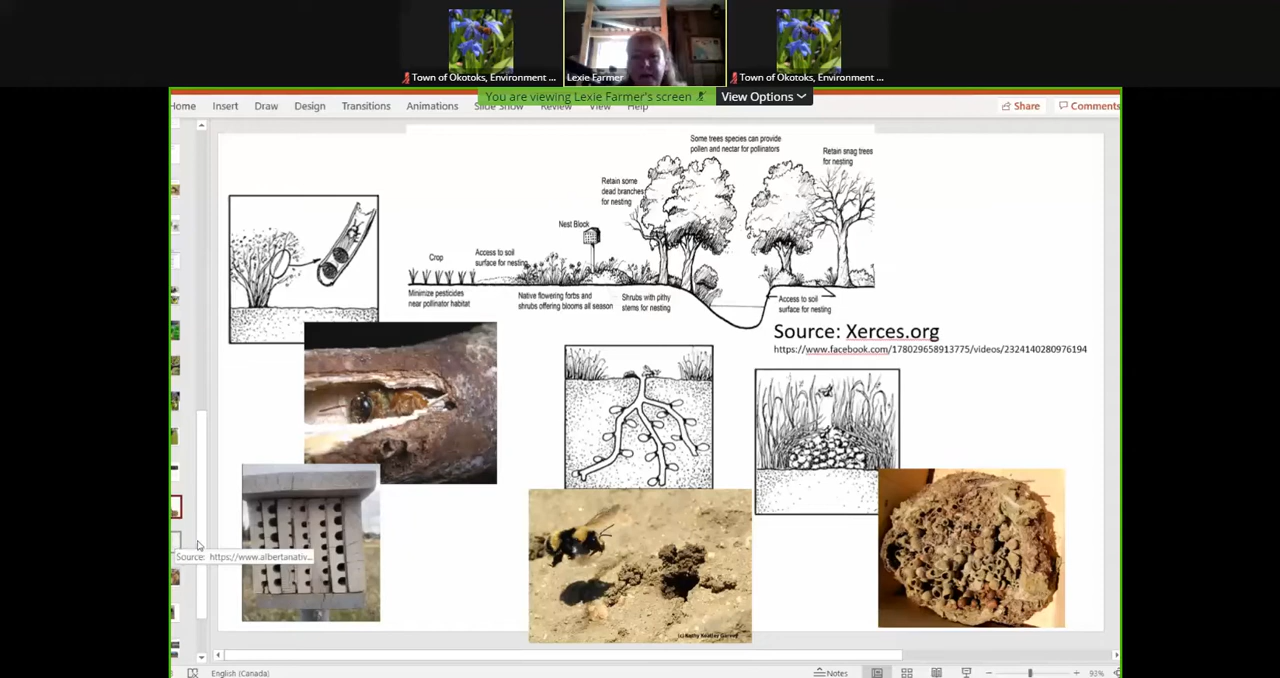 Town of Okotoks, Environment ...
Lexie Farmer
Town of Okotoks, Environment ...
You are viewing Lexie Farmer's screen
View Options
Home Insert Draw Design Transitions Animations Slide Show Review View Help
Share
Comments
Some trees species can provide
pollen and nectar for pollinators
Retain snag trees
for nesting
Retain some
dead branches
for nesting
Nest Block
Crop
Access to soil
surface for nesting
Minimize pesticides
near pollinator habitat
Native flowering forbs and
shrubs offering blooms all season
Shrubs with pithy
stems for nesting
Access to soil
surface for nesting
Source: Xerces.org
https://www.facebook.com/178029658913775/videos/2324140280976194
Source: https://www.albertanativ...
(c) Kathy Keatley Garvey
English (Canada)
Notes
93%